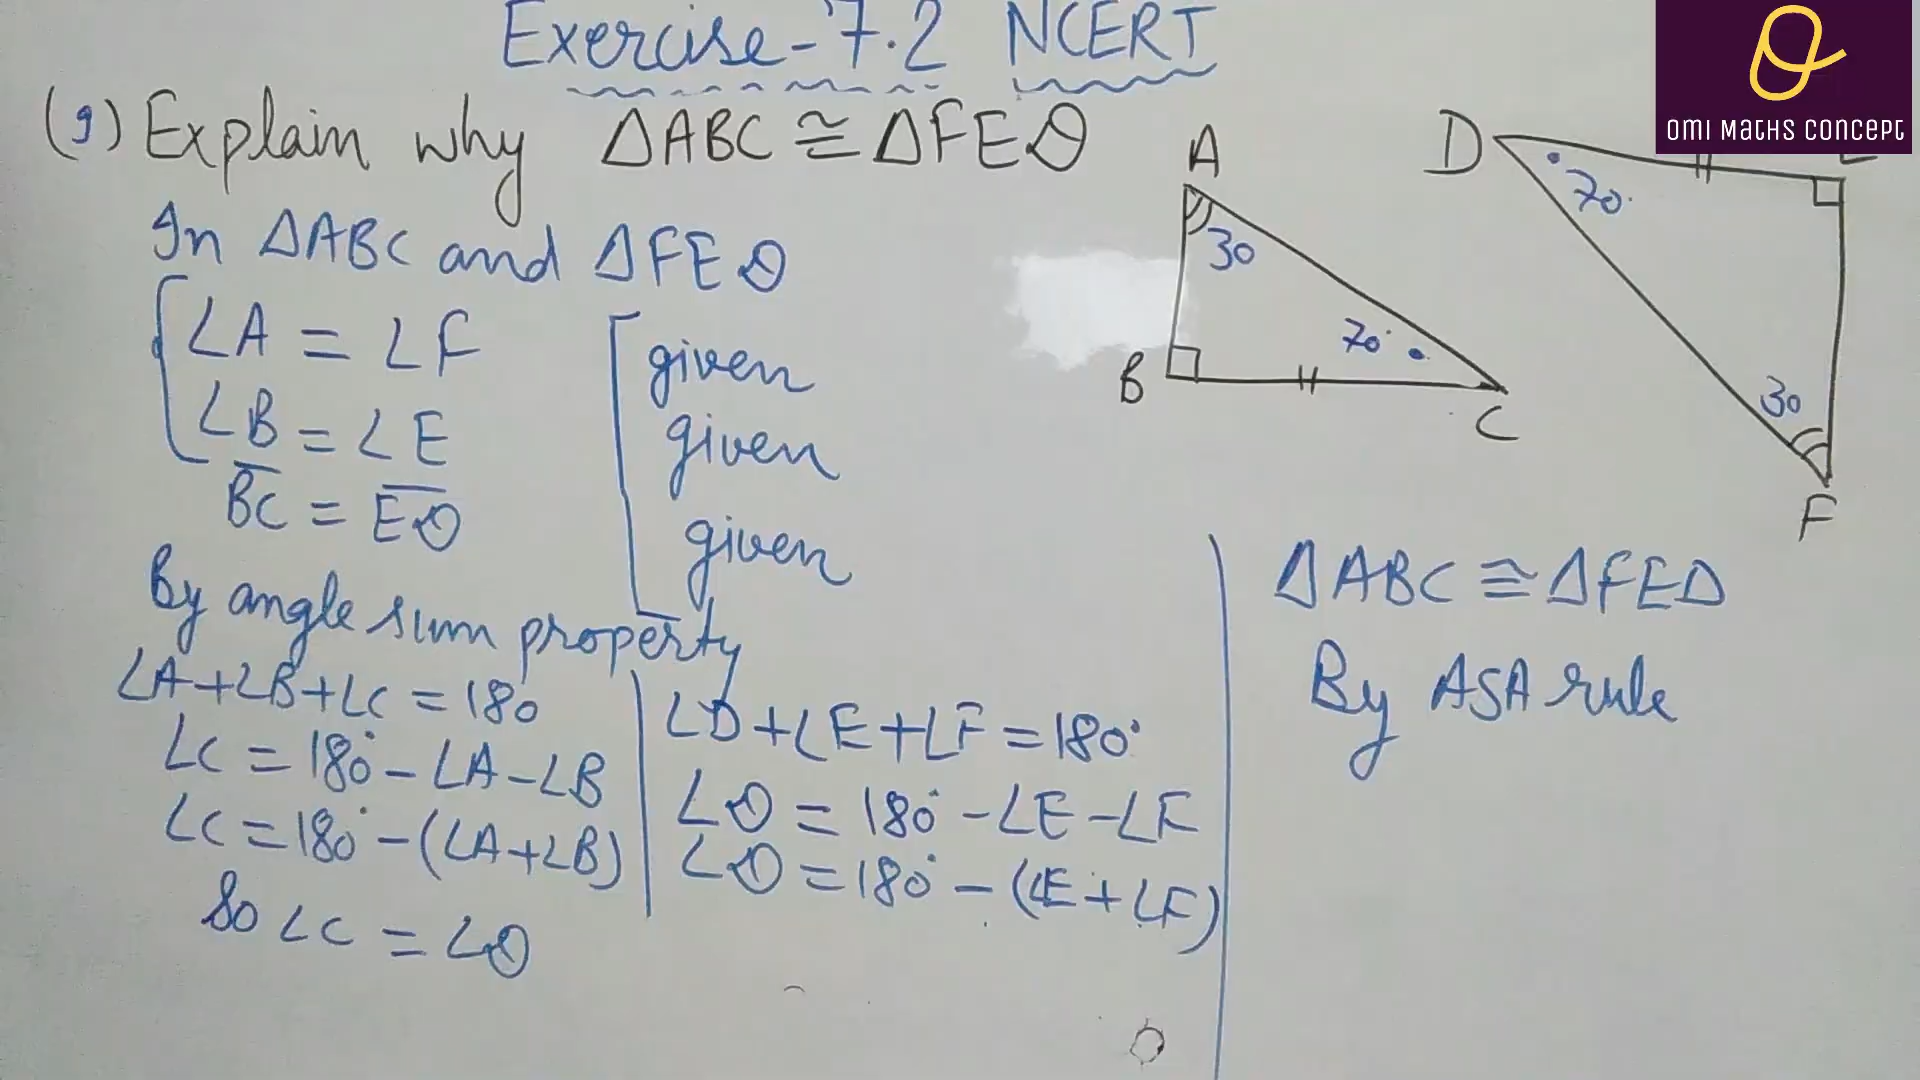 Exercise-7.2 NCERT
OMI MATHS CONCEPT
(9) Explain why ΔABC ≅ ΔFED
In ΔABC and ΔFED
∠A = ∠F given
∠B = ∠E given
BC = ED given
By angle sum property
∠A+∠B+∠C = 180
∠C = 180° - ∠A - ∠B
∠C = 180° - (∠A+∠B)
So ∠C = ∠D
∠D+∠E+∠F = 180°
∠D = 180° - ∠E - ∠F
∠D = 180° - (∠E+∠F)
A
30
70°
B
C
D
70.
30
F
ΔABC ≅ ΔFED
By ASA rule